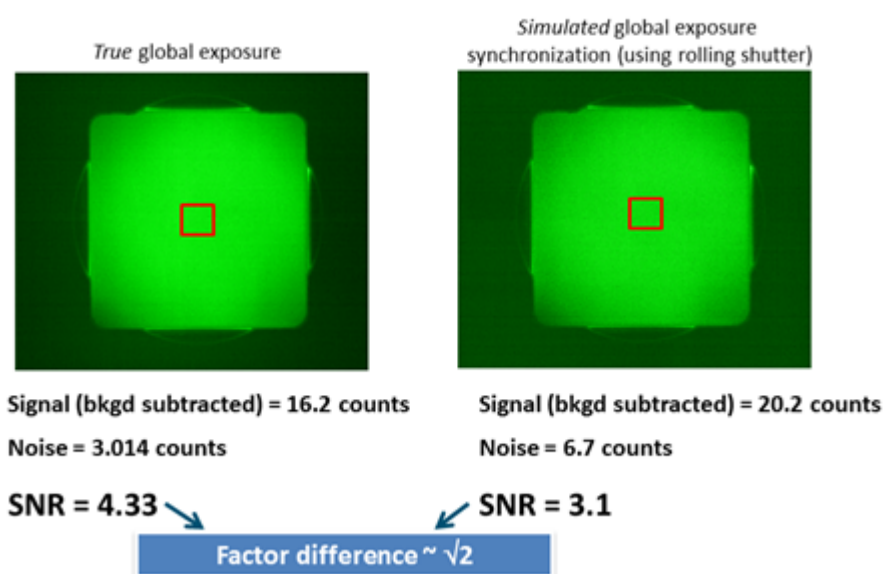 True global exposure
Simulated global exposure
synchronization (using rolling shutter)
Signal (bkgd subtracted) = 16.2 counts
Noise = 3.014 counts
SNR = 4.33
Signal (bkgd subtracted) = 20.2 counts
Noise = 6.7 counts
SNR = 3.1
Factor difference ~ √2